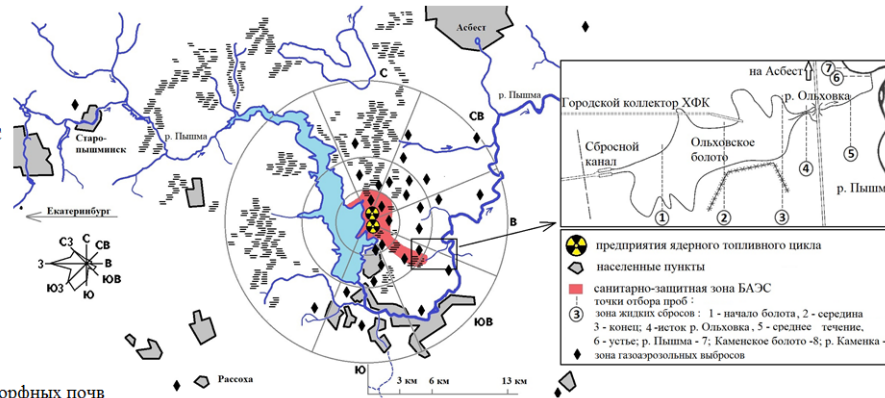 Асбест
С
СВ
р. Пышма
р. Пышма
Старо-
пышминск
Екатеринбург
С
СЗ
СВ
З
В
ЮЗ
ЮВ
Ю
В
ЮВ
Ю
Рассоха
3 км 6 км 13 км
орфных почв
на Асбест
7
6
р. Ольховка
Городской коллектор ХФК
Сбросной
канал
Ольховское
болото
4
5
р. Пышм
1
2
3
предприятия ядерного топливного цикла
населенные пункты
санитарно-защитная зона БАЭС
точки отбора проб :
3 зона жидких сбросов : 1 - начало болота, 2 - середина
3 - конец; 4 -исток р. Ольховка, 5 - среднее течение,
6 - устье; р. Пышма - 7; Каменское болото -8; р. Каменка -
зона газоаэрозольных выбросов